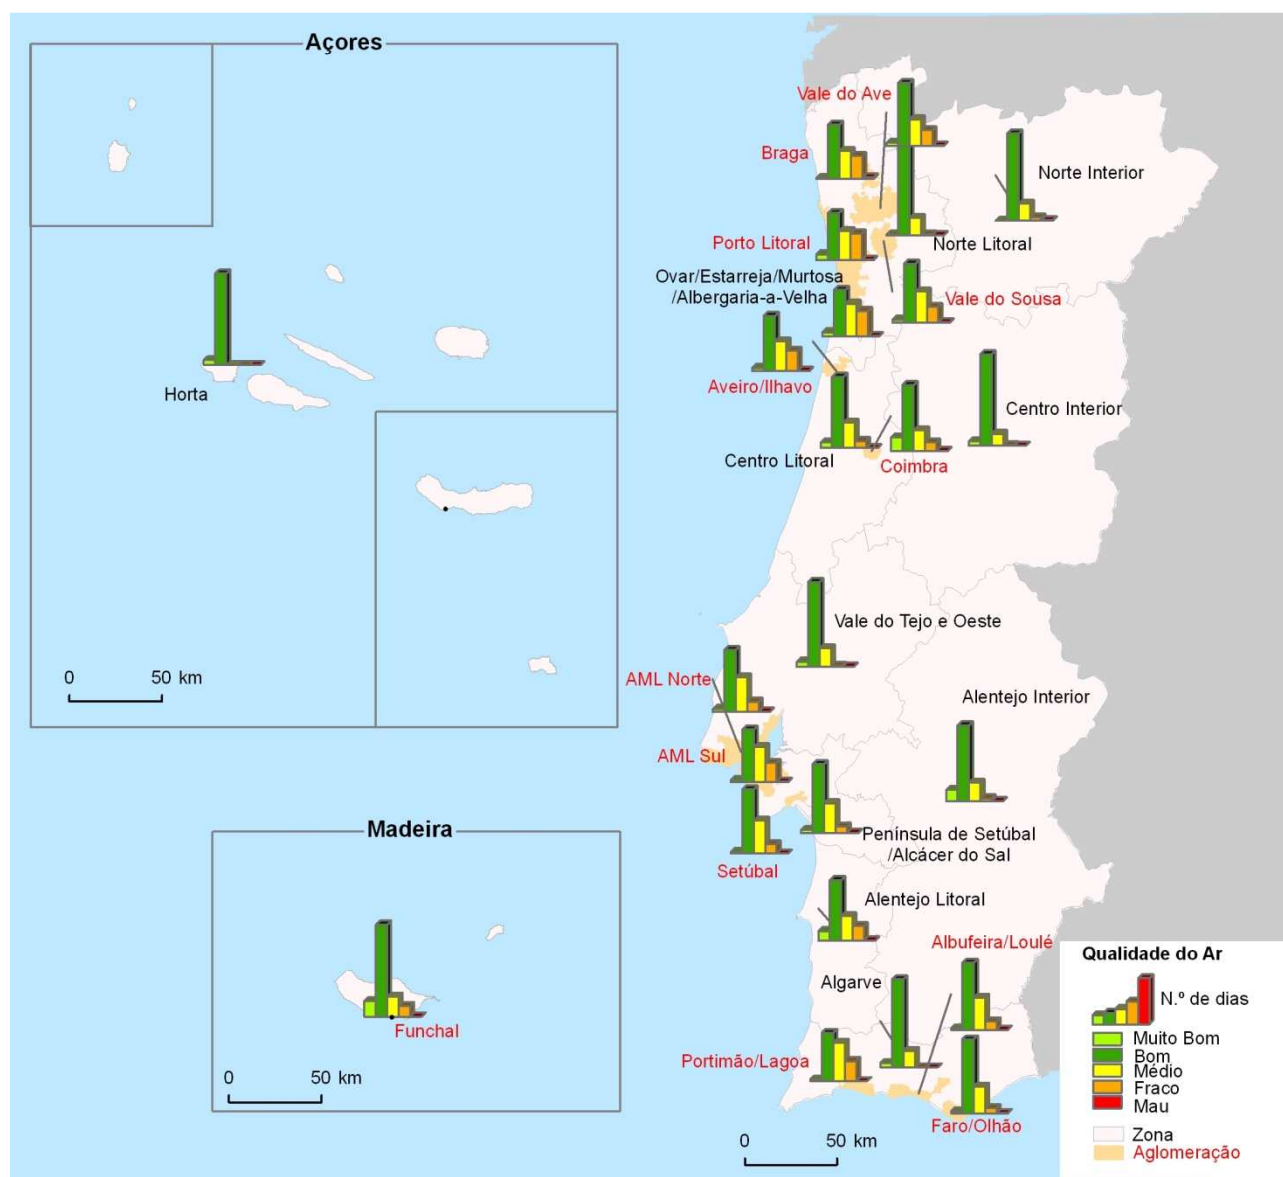 Açores
Vale do Ave
Braga
Norte Interior
Porto Litoral
Norte Litoral
Ovar/Estarreja/Murtosa
/Albergaria-a-Velha
Vale do Sousa
Horta
Aveiro/Ilhavo
Centro Interior
Centro Litoral
Coimbra
Vale do Tejo e Oeste
0 50 km
AML Norte
Alentejo Interior
AML Sul
Madeira
Península de Setúbal
/Alcácer do Sal
Setúbal
Alentejo Litoral
Albufeira/Loulé
Algarve
Funchal
Portimão/Lagoa
0 50 km
Faro/Olhão
0 50 km
Qualidade do Ar
N.º de dias
Muito Bom
Bom
Médio
Fraco
Mau
Zona
Aglomeração